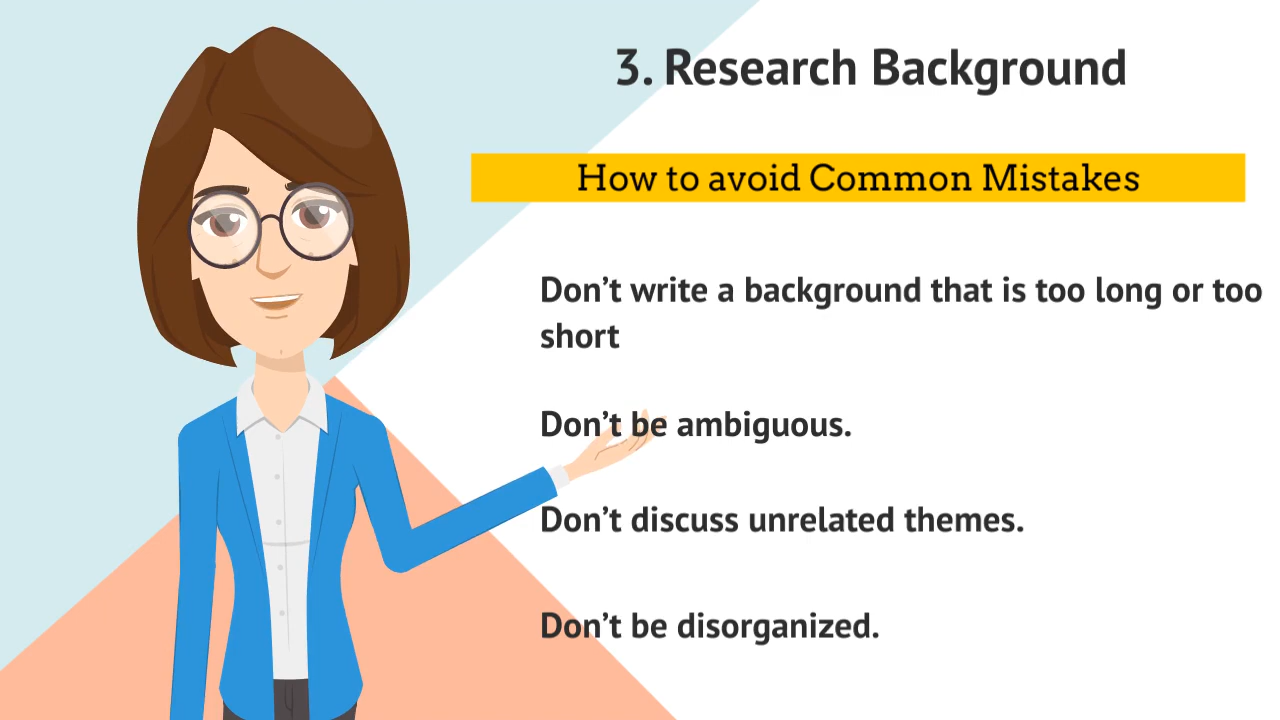 3. Research Background
How to avoid Common Mistakes
Don’t write a background that is too long or too
short
Don’t be ambiguous.
Don’t discuss unrelated themes.
Don’t be disorganized.